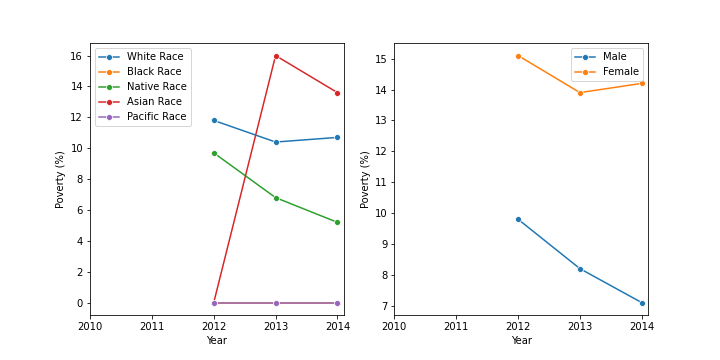 White Race
Black Race
Native Race
Asian Race
Pacific Race
16
14
12
10
8
6
4
2
0
Poverty (%)
2010
2011
2012
2013
2014
Year
Male
Female
15
14
13
12
11
10
9
8
7
Poverty (%)
2010
2011
2012
2013
2014
Year